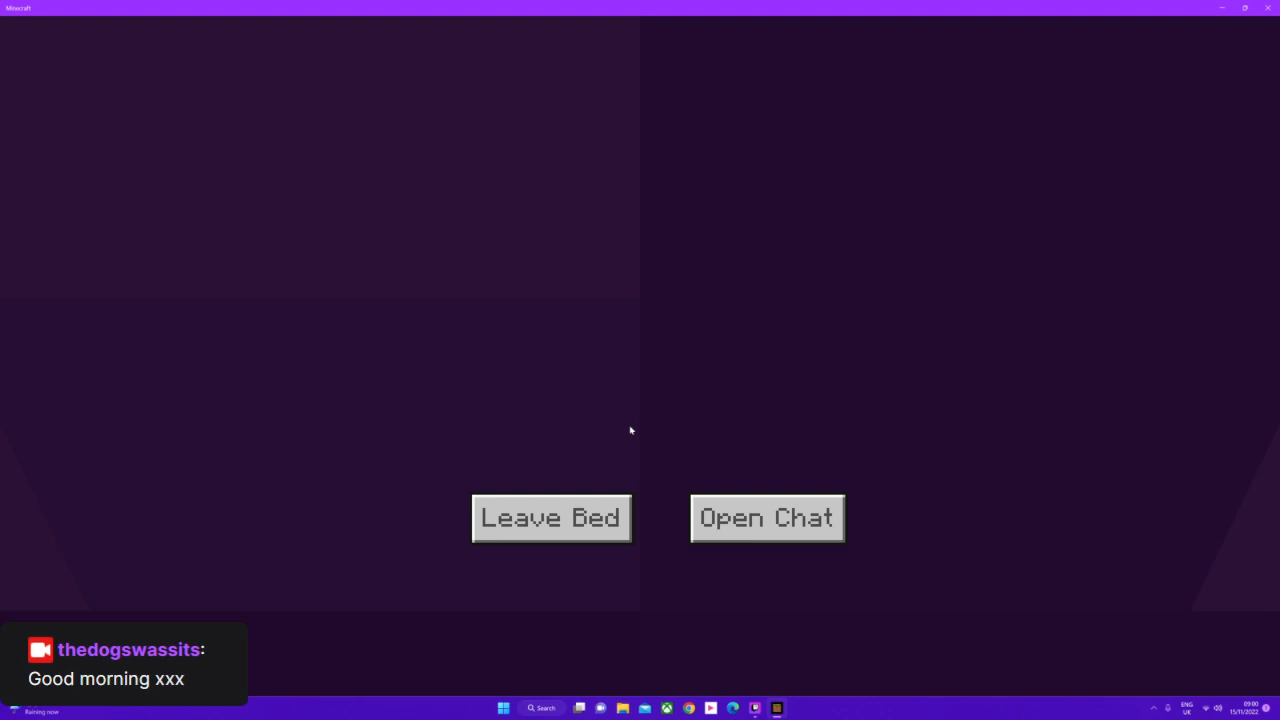 Minecraft
Leave Bed
Open Chat
thedogswassits:
Good morning xxx
Raining now
Search
ENG
UK
09:00
15/11/2022